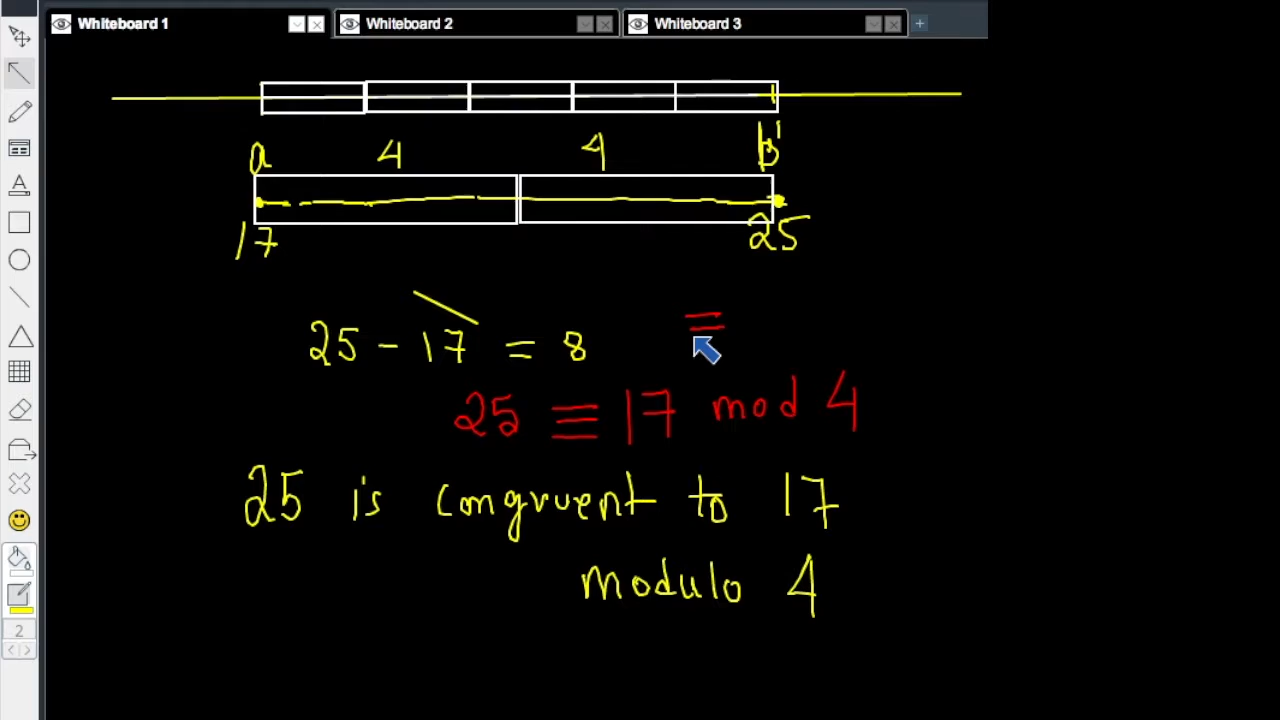 Whiteboard 1 Whiteboard 2 Whiteboard 3
a 4 4 b
17 25
25 - 17 = 8 =
25 ≡ 17 mod 4
25 is congruent to 17
modulo 4
2